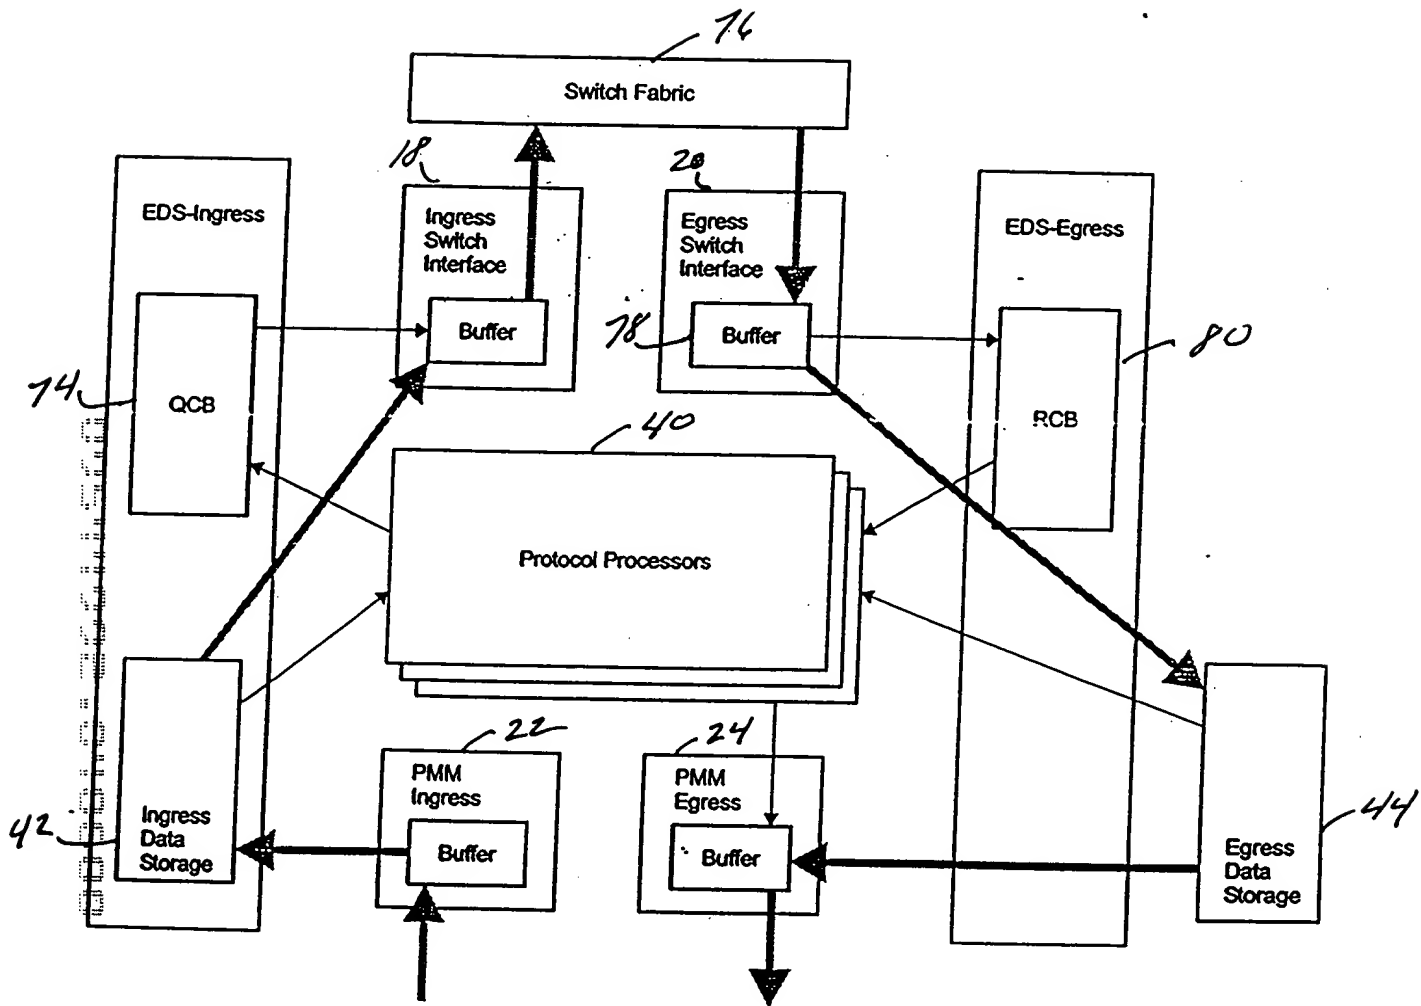 76
Switch Fabric
18
20
EDS-Ingress
Ingress
Switch
Interface
Egress
Switch
Interface
EDS-Egress
Buffer
78
Buffer
80
74
QCB
RCB
40
Protocol Processors
22
24
PMM
Ingress
PMM
Egress
42
Ingress
Data
Storage
Buffer
Buffer
44
Egress
Data
Storage